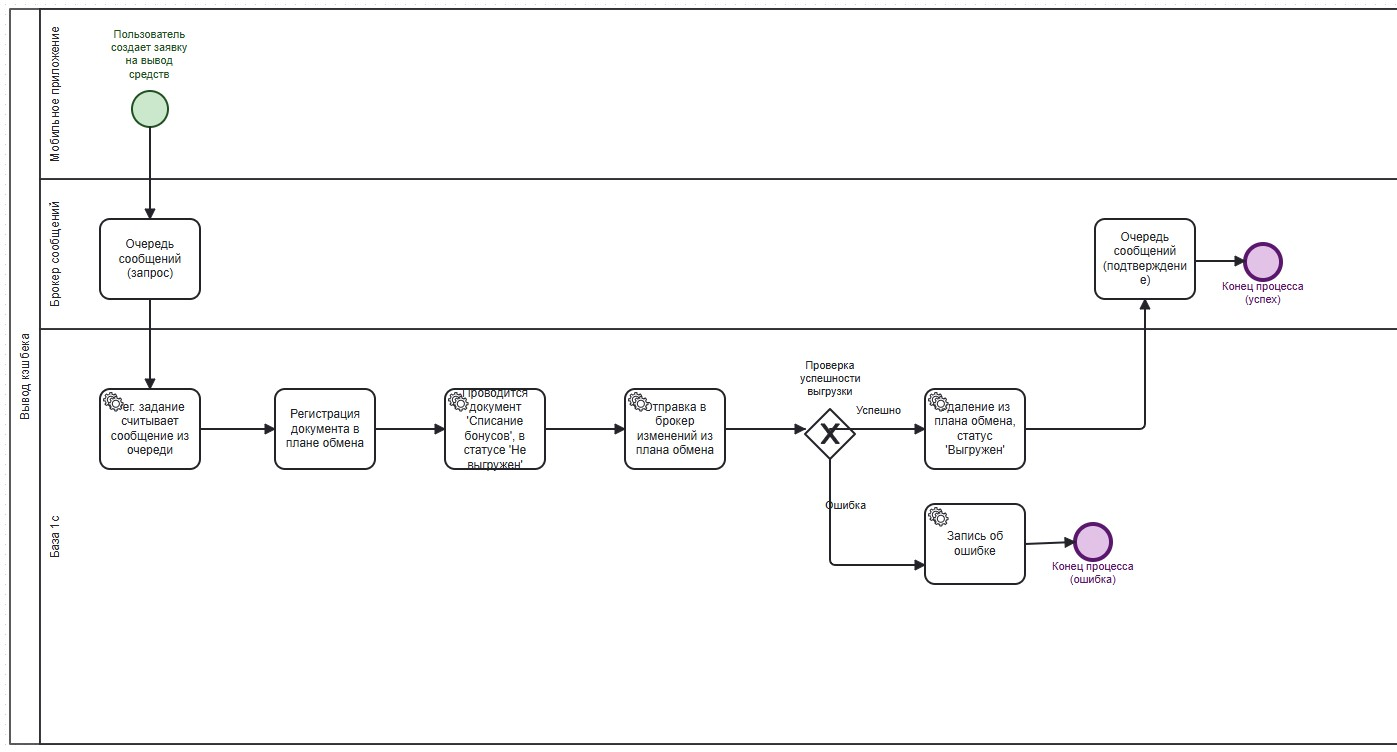 Вывод кэшбека
Мобильное приложение
Пользователь
создает заявку
на вывод
средств
Брокер сообщений
Очередь
сообщений
(запрос)
Очередь
сообщений
(подтверждени
е)
Конец процесса
(успех)
База 1с
задание
считывает
сообщение из
очереди
Регистрация
документа в
плане обмена
Проводится
документ
'Списание
бонусов', в
статусе 'Не
выгружен'
Отправка в
брокер
изменений из
плана обмена
Проверка
успешности
выгрузки
Успешно
Ошибка
из
плана обмена,
статус
'Выгружен'
Запись об
ошибке
Конец процесса
(ошибка)